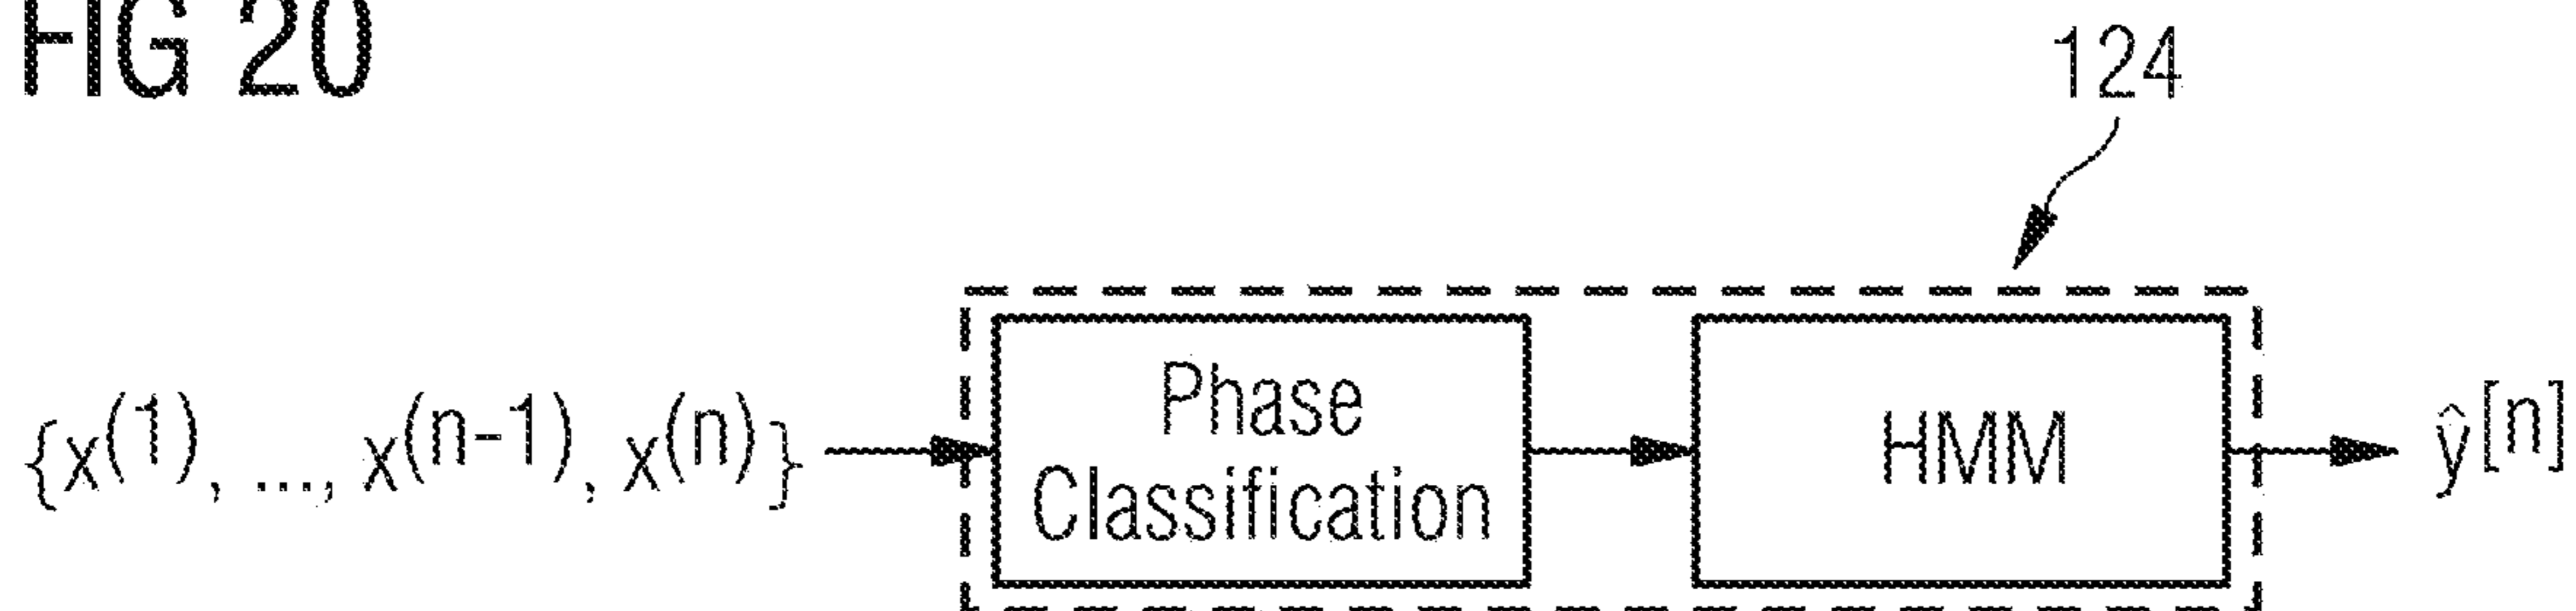 FIG 20
124
{x(1), ..., x(n-1), x(n)}
Phase
Classification
HMM
ŷ[n]